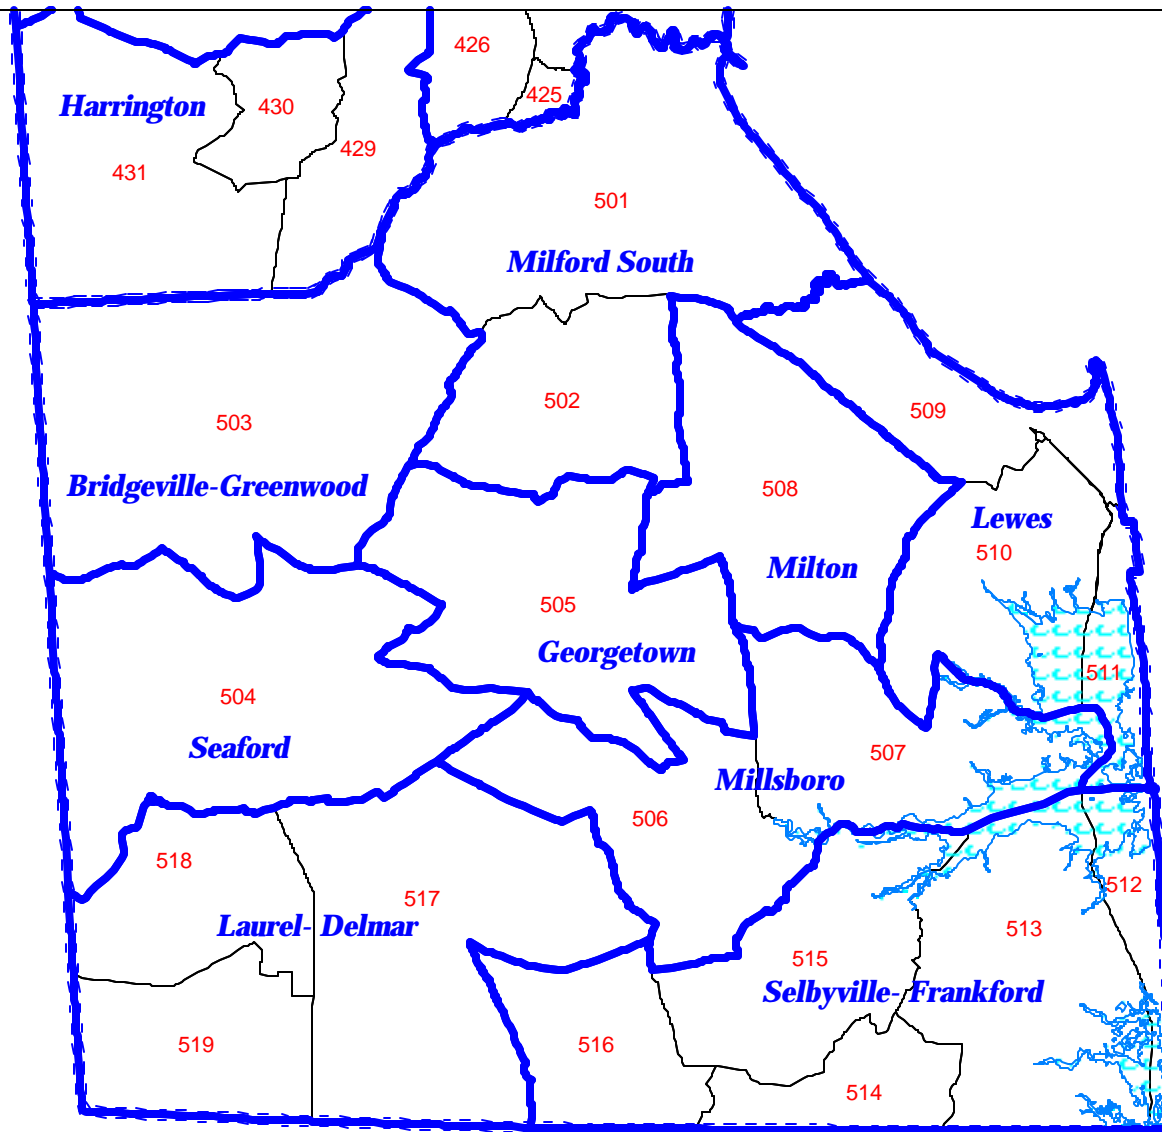 426
425
Harrington
430
429
431
501
Milford South
502
509
503
Bridgeville-Greenwood
508
Lewes
510
Milton
505
Georgetown
511
504
Seaford
507
Millsboro
506
518
517
512
Laurel- Delmar
513
515
Selbyville- Frankford
519
516
514